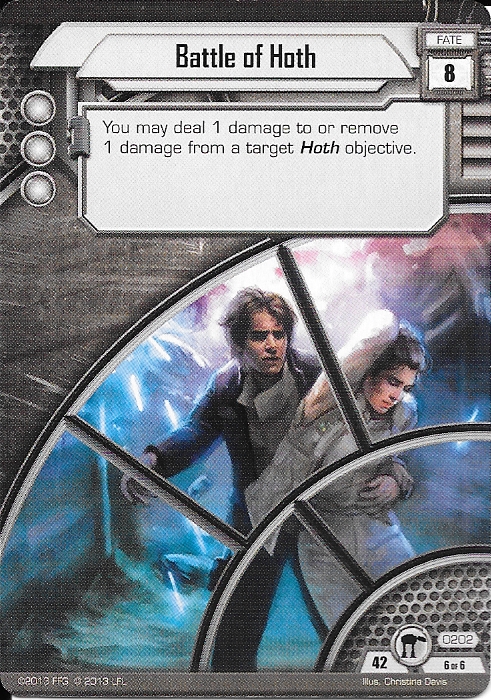 Battle of Hoth
FATE
8
You may deal 1 damage to or remove
1 damage from a target Hoth objective.
0202
42
6 OF 6
Illus. Christina Davis
©2013 FFG © 2013 LFL